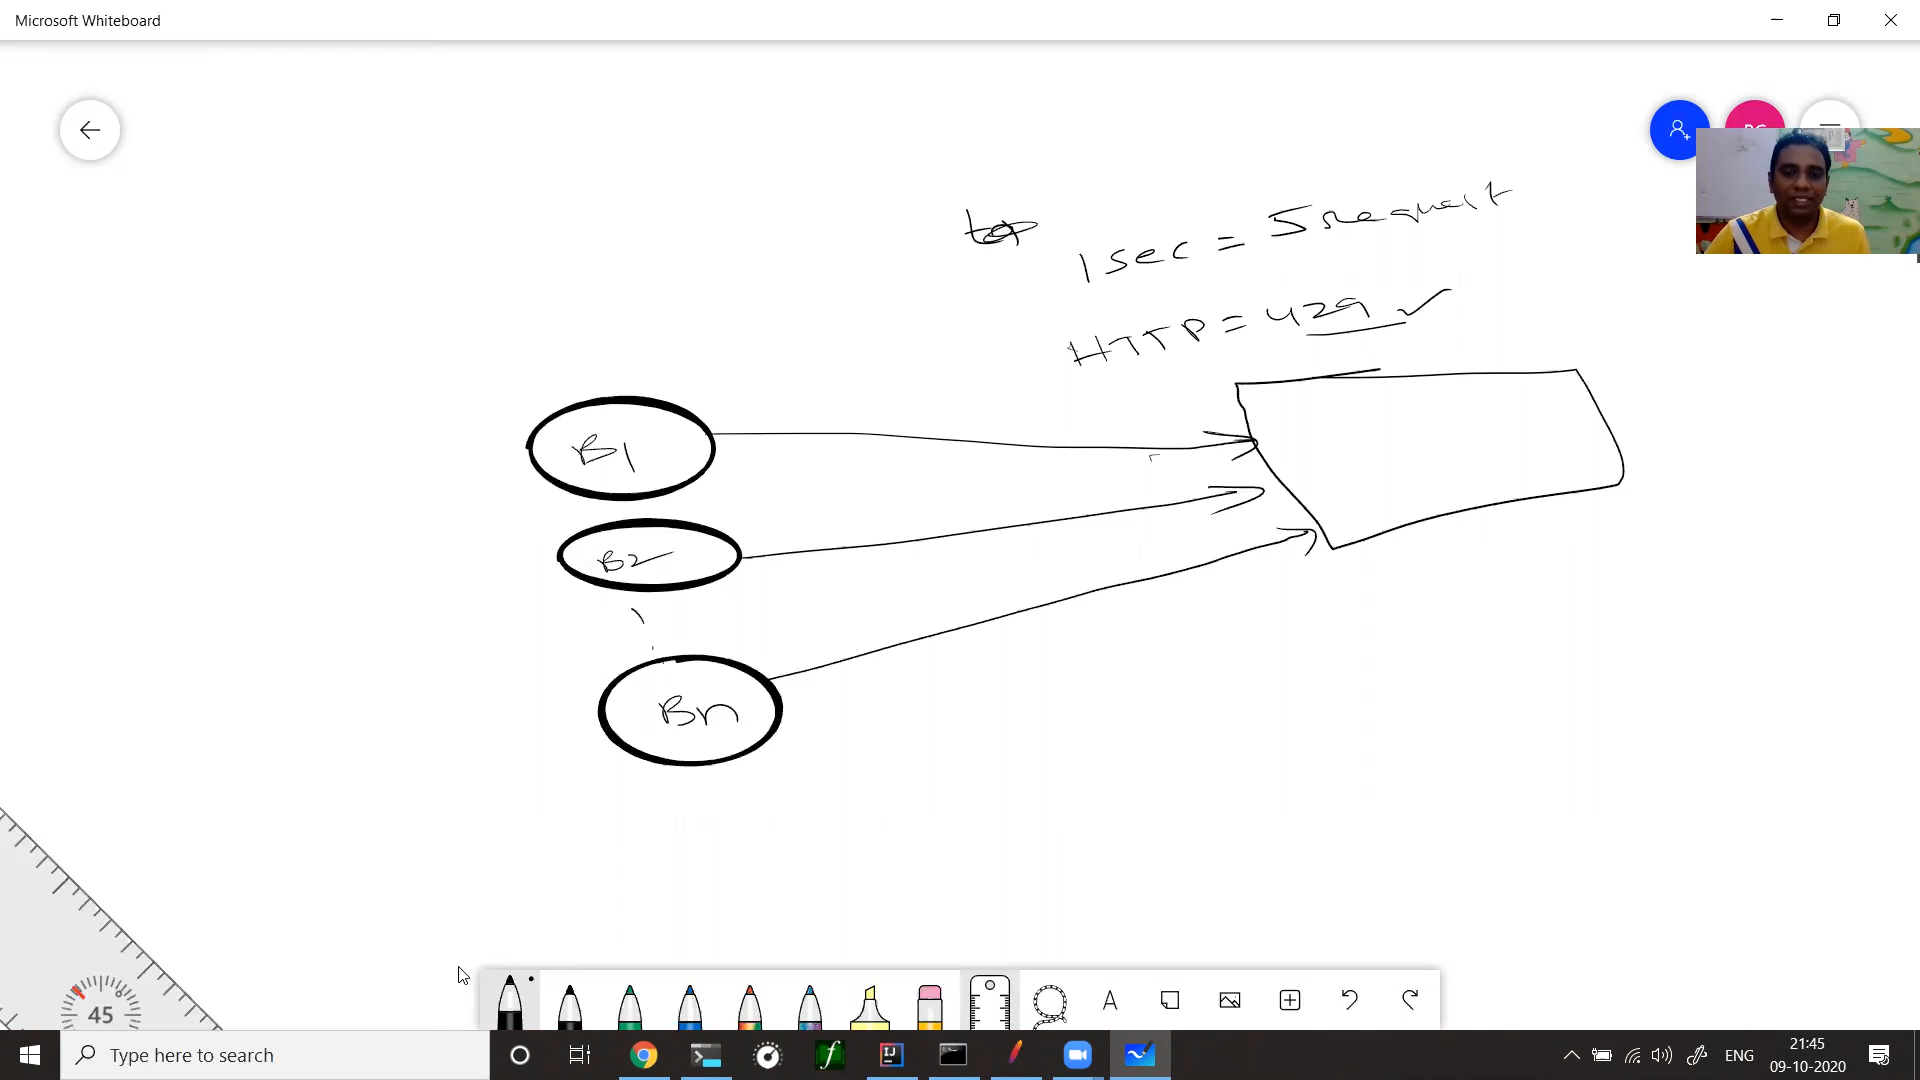 Microsoft Whiteboard
1 sec = 5 request
HTTP = 429
B1
B2
Bn
45
Type here to search
ENG
21:45
09-10-2020